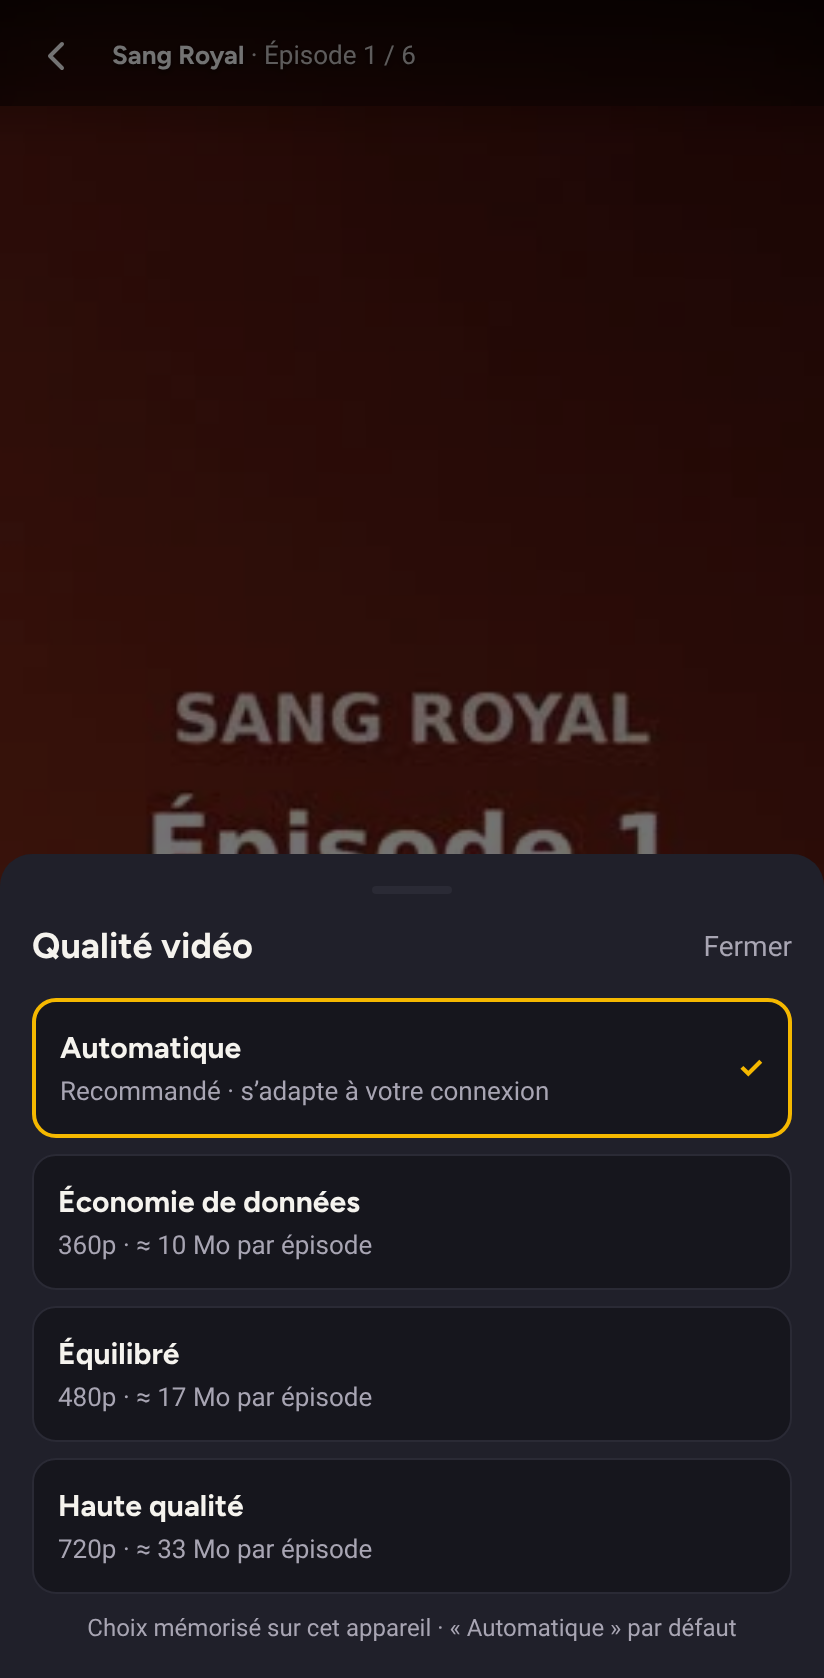 Sang Royal · Épisode 1 / 6
SANG ROYAL
Épisode 1
Qualité vidéo
Fermer
Automatique
Recommandé · s’adapte à votre connexion
Économie de données
360p · ≈ 10 Mo par épisode
Équilibré
480p · ≈ 17 Mo par épisode
Haute qualité
720p · ≈ 33 Mo par épisode
Choix mémorisé sur cet appareil · « Automatique » par défaut